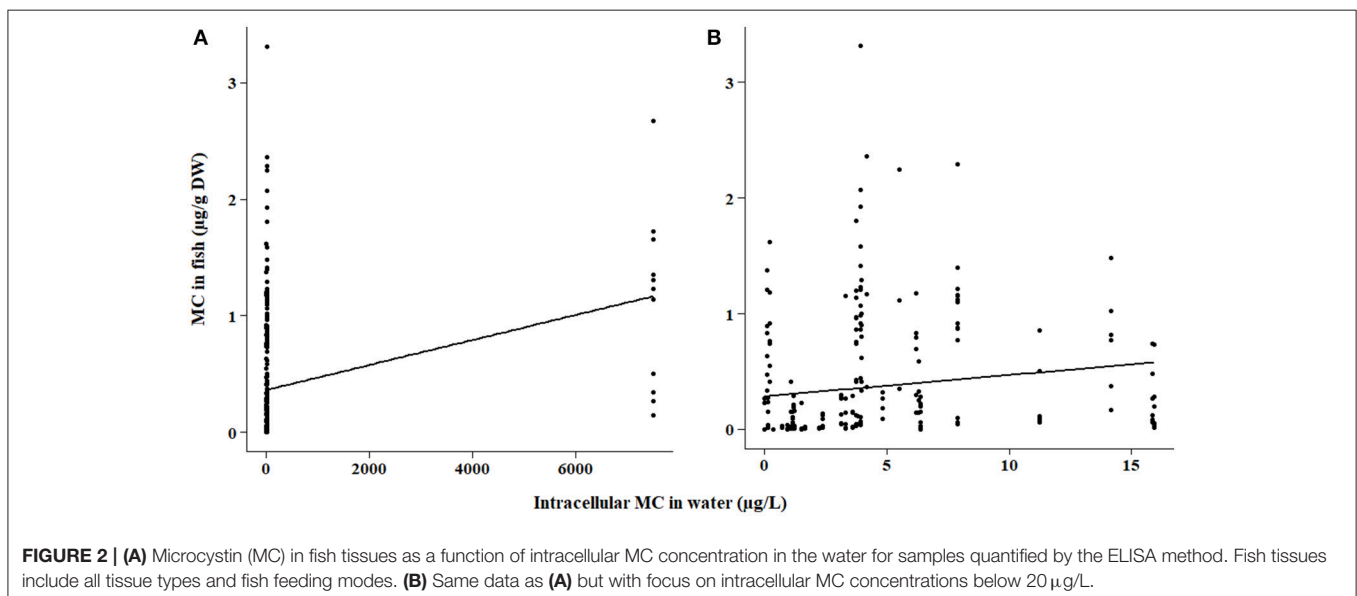 A
B
3
2
1
0
MC in fish (µg/g DW)
0
2000
4000
6000
3
2
1
0
0
5
10
15
Intracellular MC in water (µg/L)
FIGURE 2 | (A) Microcystin (MC) in fish tissues as a function of intracellular MC concentration in the water for samples quantified by the ELISA method. Fish tissues
include all tissue types and fish feeding modes. (B) Same data as (A) but with focus on intracellular MC concentrations below 20 µg/L.